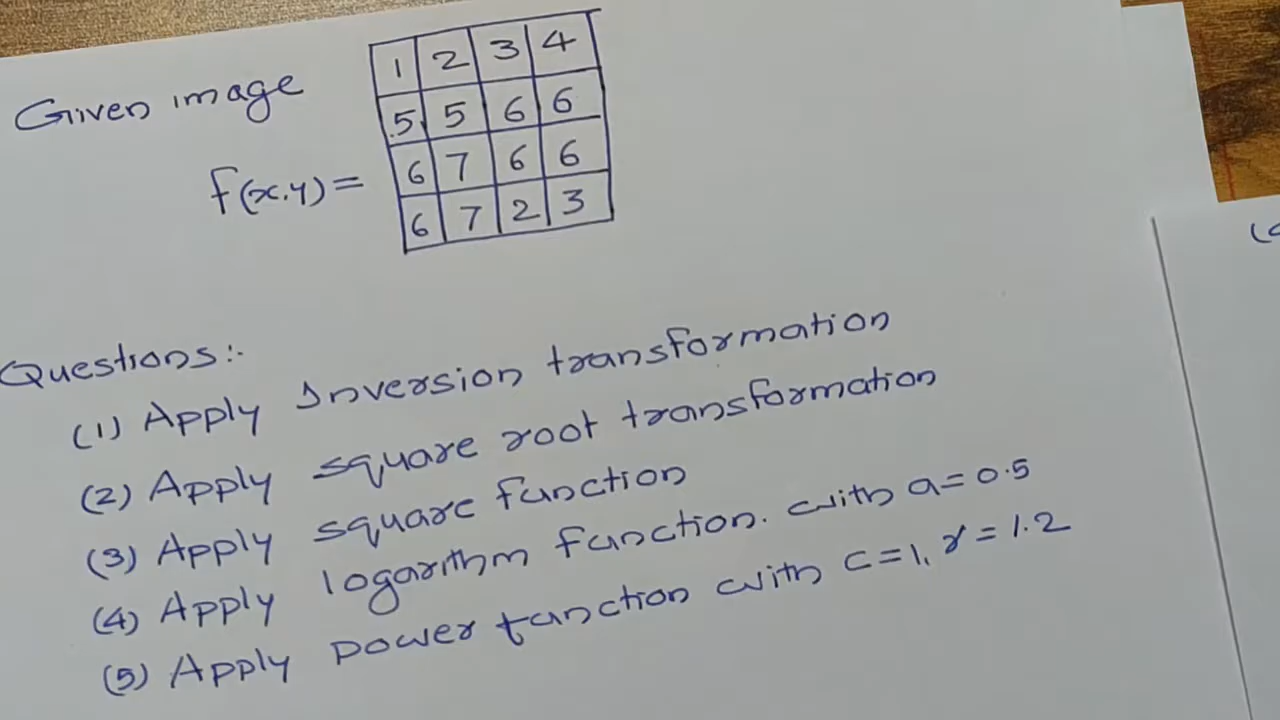 Given image
f(x,y) =
1 2 3 4
5 5 6 6
6 7 6 6
6 7 2 3
Questions:-
(1) Apply Inversion transformation
(2) Apply square root transformation
(3) Apply square function
(4) Apply logarithm function. with a=0.5
(5) Apply power function with c=1, r=1.2